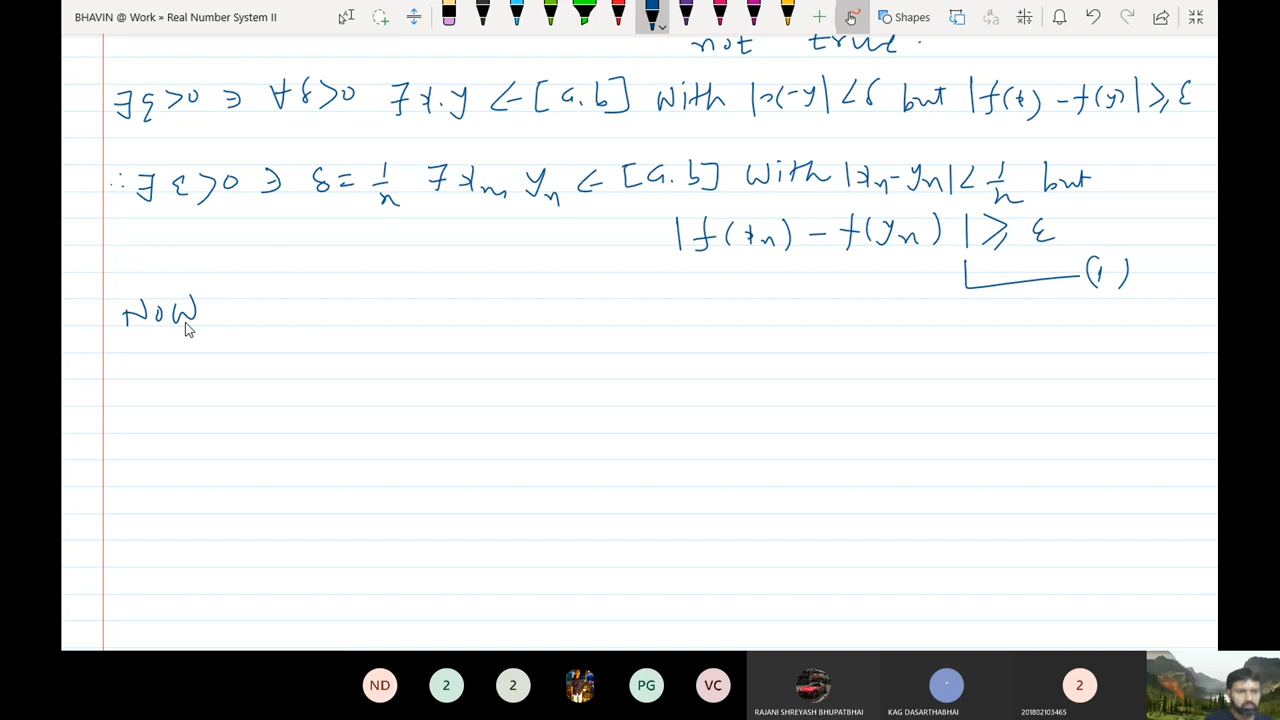 BHAVIN @ Work » Real Number System II
Shapes
not true.
∃ ε > 0 ∋ ∀ δ > 0 ∃ x, y ∈ [a, b] with |x - y| < δ but |f(x) - f(y)| ≥ ε
∴ ∃ ε > 0 ∋ δ = 1/n ∃ xn, yn ∈ [a, b] with |xn - yn| < 1/n but
|f(xn) - f(yn)| ≥ ε
(1)
NOW
ND
2
2
PG
VC
2
RAJANI SHREYASH BHUPATBHAI
KAG DASARTHABHAI
201802103465